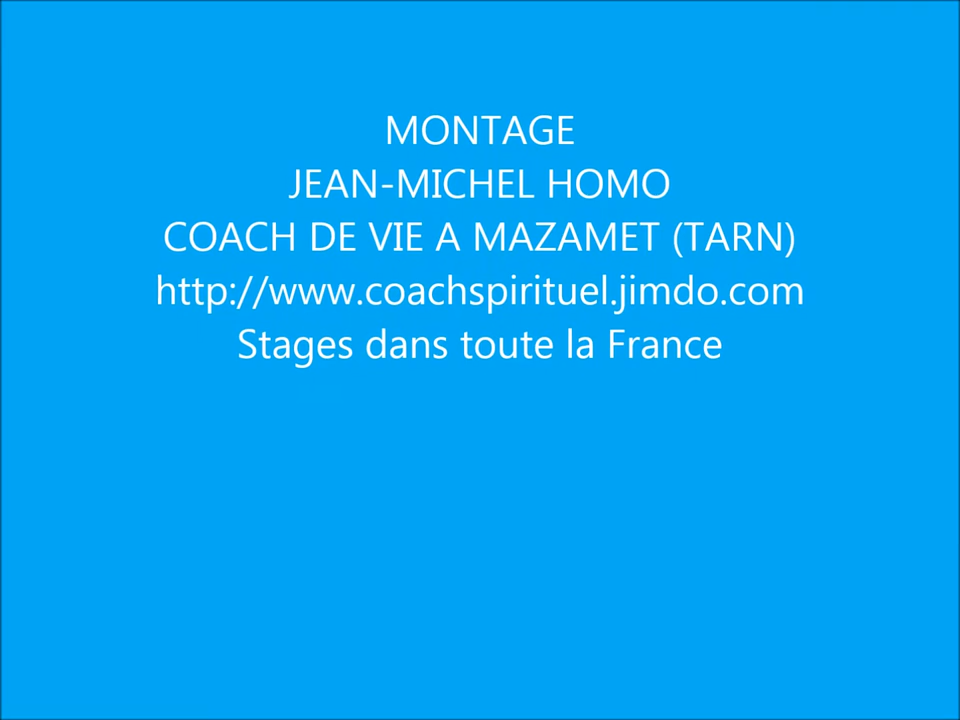 MONTAGE
JEAN-MICHEL HOMO
COACH DE VIE A MAZAMET (TARN)
http://www.coachspirituel.jimdo.com
Stages dans toute la France